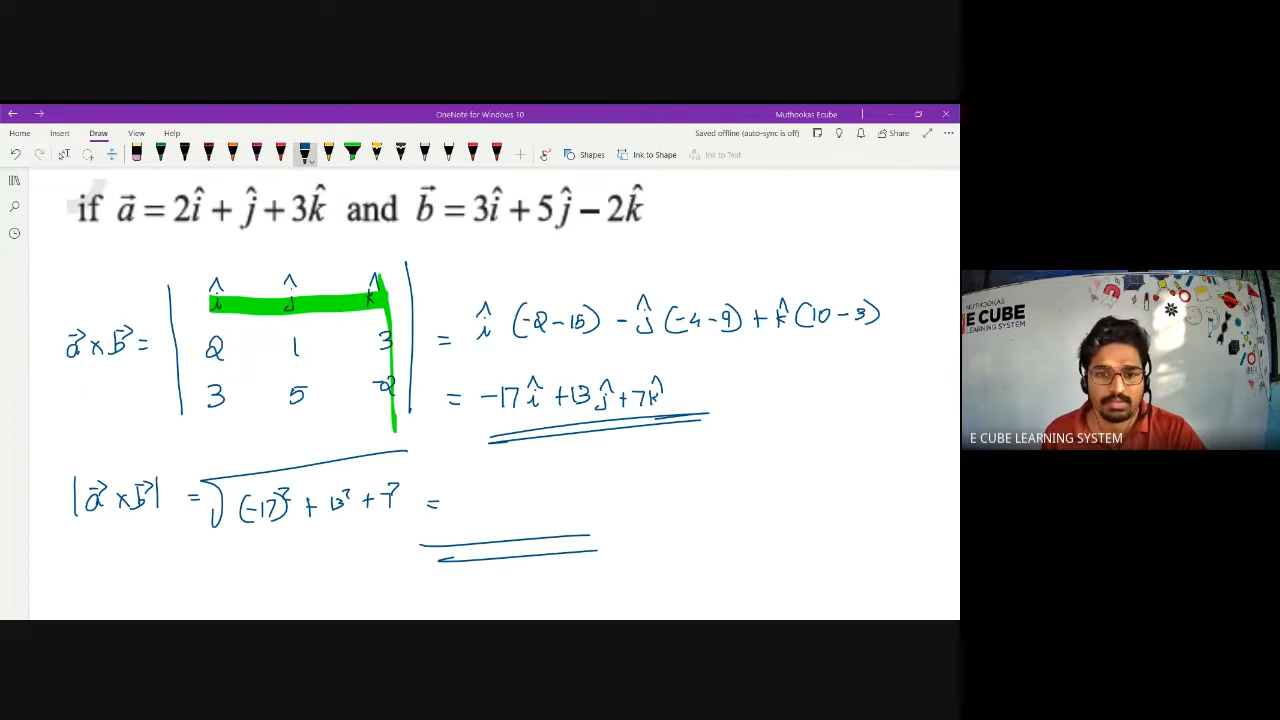 OneNote for Windows 10
Muthookas Ecube
Home Insert Draw View Help
Saved offline (auto-sync is off) Share
Shapes Ink to Shape Ink to Text
if a⃗ = 2î + ĵ + 3k̂ and b⃗ = 3î + 5ĵ − 2k̂
î ĵ k̂
a⃗ × b⃗ = | 2 1 3 | = î (-2 - 15) - ĵ (-4 - 9) + k̂ (10 - 3)
3 5 -2
= -17î + 13ĵ + 7k̂
|a⃗ × b⃗| = √(-17)² + 13² + 7² =
MUTHOOKAS
E CUBE
LEARNING SYSTEM
E CUBE LEARNING SYSTEM